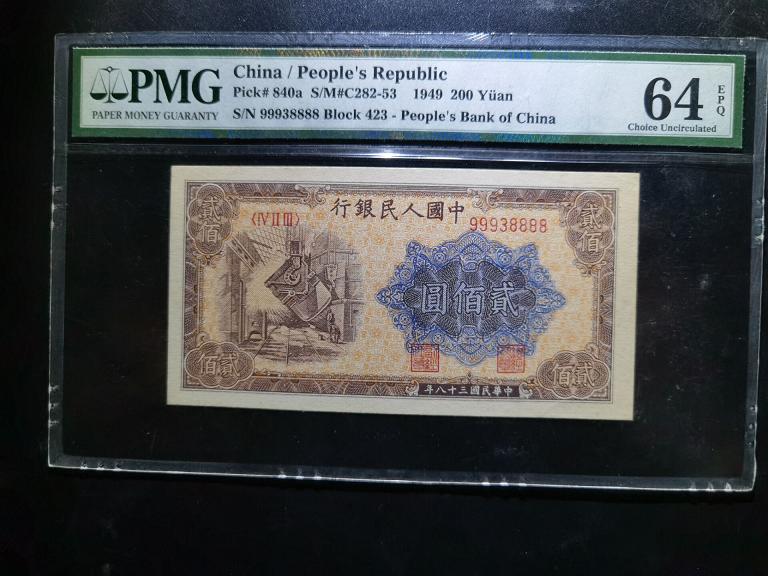 PMG
PAPER MONEY GUARANTY
China / People's Republic
Pick# 840a S/M#C282-53 1949 200 Yüan
S/N 99938888 Block 423 - People's Bank of China
64 EPQ
Choice Uncirculated
行銀民人國中
〈IV II III〉
99938888
貳佰
貳佰
圓佰貳
佰貳
佰貳
年八十三國民華中